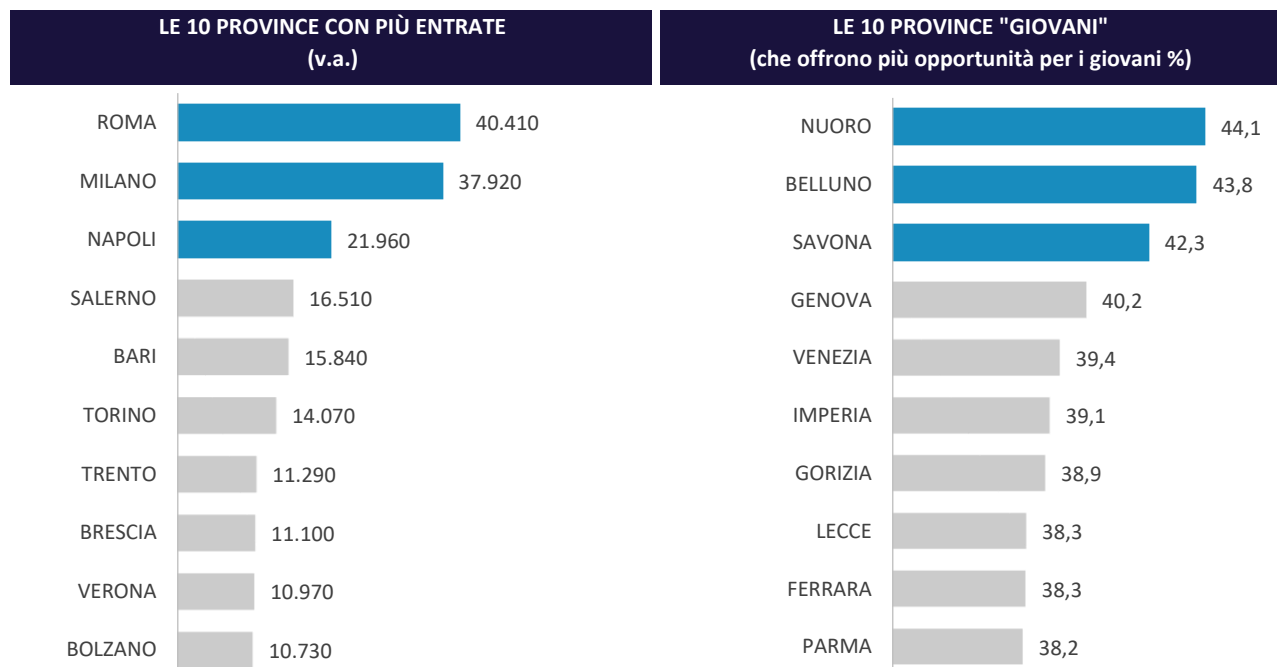 LE 10 PROVINCE CON PIÙ ENTRATE
(v.a.)
ROMA 40.410
MILANO 37.920
NAPOLI 21.960
SALERNO 16.510
BARI 15.840
TORINO 14.070
TRENTO 11.290
BRESCIA 11.100
VERONA 10.970
BOLZANO 10.730
LE 10 PROVINCE "GIOVANI"
(che offrono più opportunità per i giovani %)
NUORO 44,1
BELLUNO 43,8
SAVONA 42,3
GENOVA 40,2
VENEZIA 39,4
IMPERIA 39,1
GORIZIA 38,9
LECCE 38,3
FERRARA 38,3
PARMA 38,2